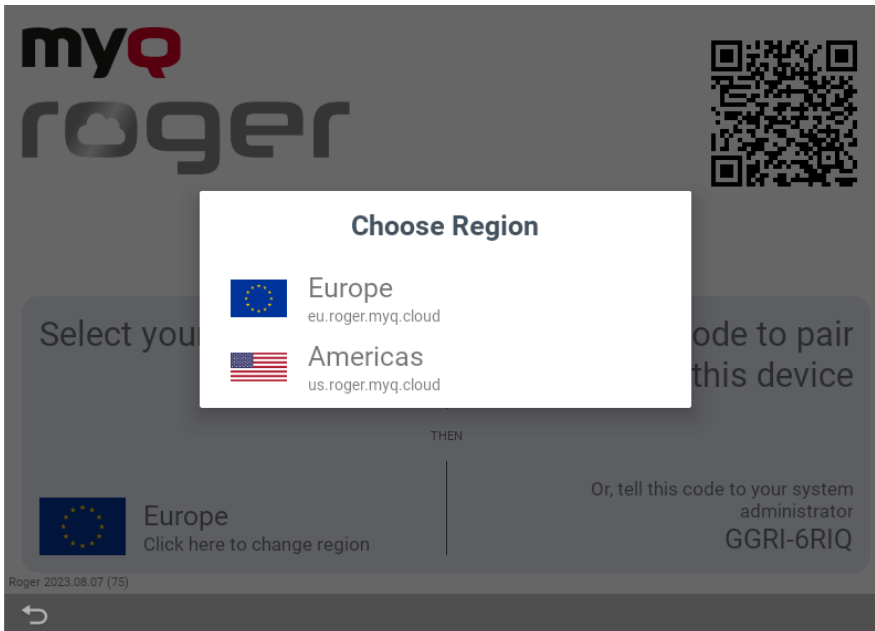 myQ
roger
Choose Region
Europe
eu.roger.myq.cloud
Americas
us.roger.myq.cloud
Select you
ode to pair
this device
THEN
Europe
Click here to change region
Or, tell this code to your system
administrator
GGRI-6RIQ
Roger 2023.08.07 (75)